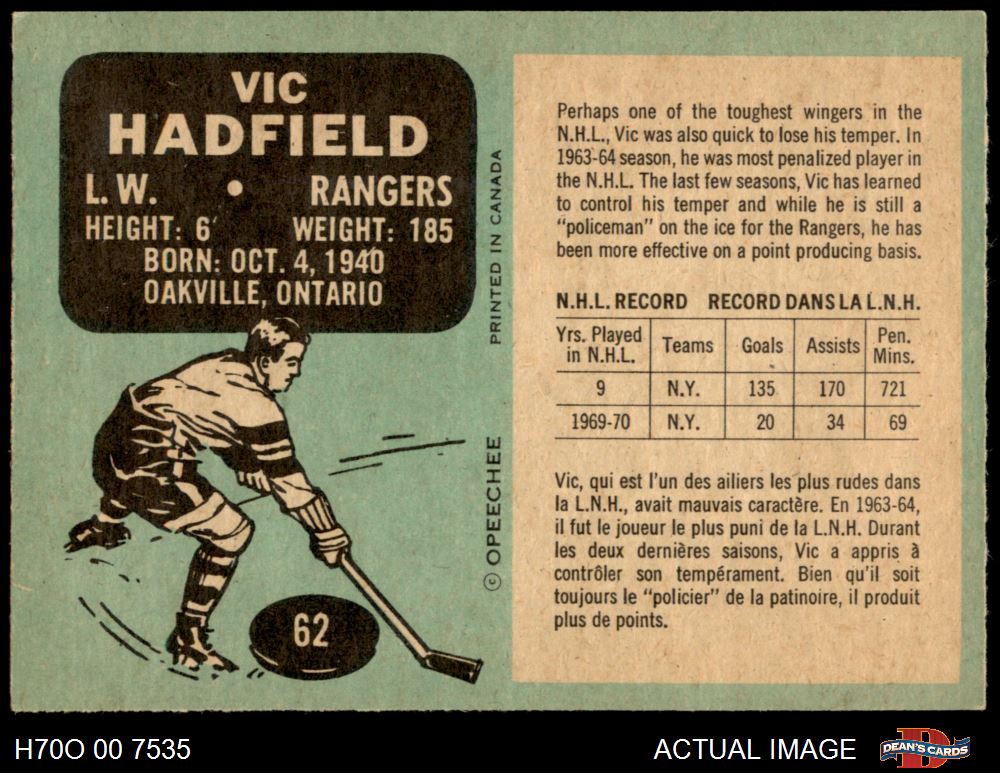 VIC
HADFIELD
L. W. • RANGERS
HEIGHT: 6' WEIGHT: 185
BORN: OCT. 4, 1940
OAKVILLE, ONTARIO
62
© OPEECHEE PRINTED IN CANADA
Perhaps one of the toughest wingers in the
N.H.L., Vic was also quick to lose his temper. In
1963-64 season, he was most penalized player in
the N.H.L. The last few seasons, Vic has learned
to control his temper and while he is still a
"policeman" on the ice for the Rangers, he has
been more effective on a point producing basis.
N.H.L. RECORD RECORD DANS LA L.N.H.
Yrs. Played in N.H.L. Teams Goals Assists Pen. Mins.
9 N.Y. 135 170 721
1969-70 N.Y. 20 34 69
Vic, qui est l'un des ailiers les plus rudes dans
la L.N.H., avait mauvais caractère. En 1963-64,
il fut le joueur le plus puni de la L.N.H. Durant
les deux dernières saisons, Vic a appris à
contrôler son tempérament. Bien qu'il soit
toujours le "policier" de la patinoire, il produit
plus de points.
H70O 00 7535
ACTUAL IMAGE
DEAN'S CARDS